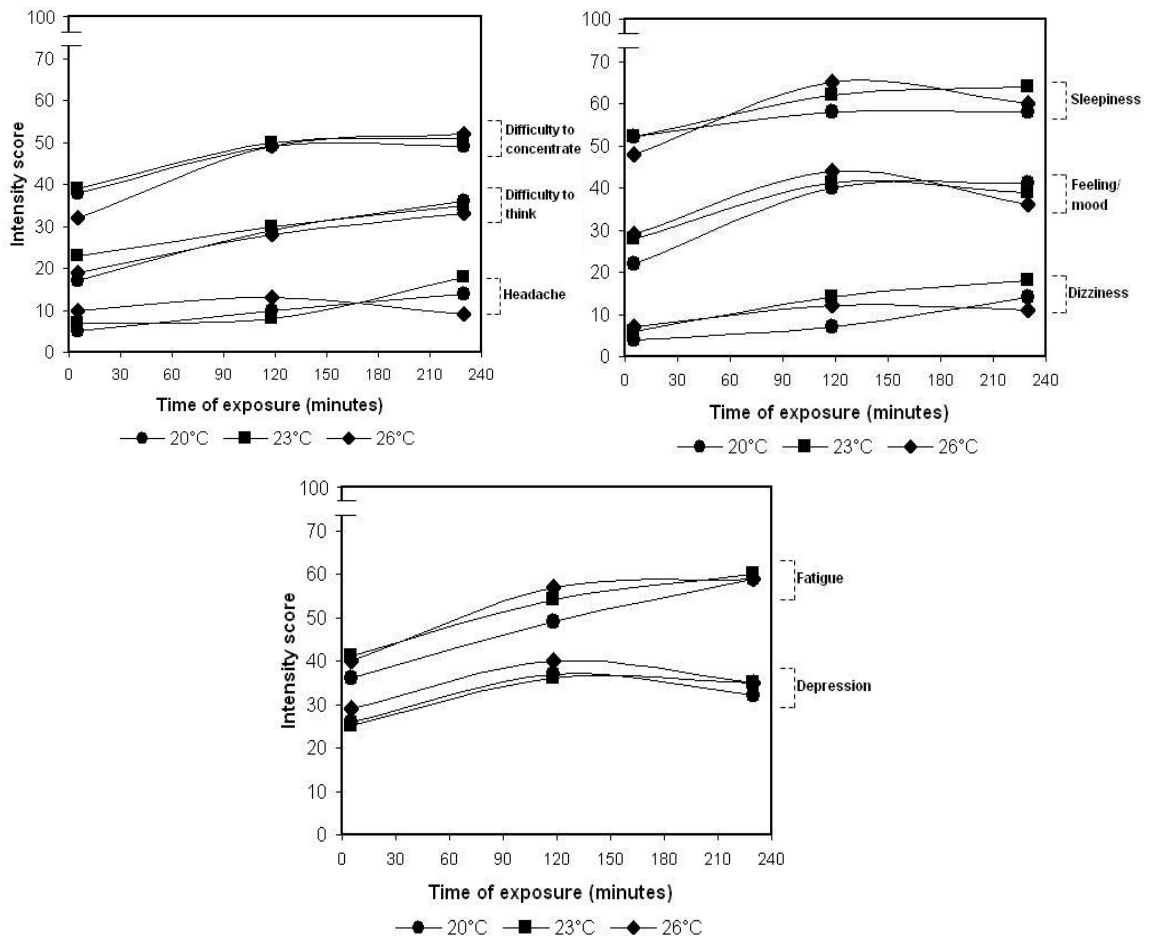 100
70
60
50
40
30
20
10
0
Intensity score
Difficulty to
concentrate
Difficulty to
think
Headache
0 30 60 90 120 150 180 210 240
Time of exposure (minutes)
20°C 23°C 26°C
100
70
60
50
40
30
20
10
0
Sleepiness
Feeling/
mood
Dizziness
0 30 60 90 120 150 180 210 240
Time of exposure (minutes)
20°C 23°C 26°C
100
70
60
50
40
30
20
10
0
Intensity score
Fatigue
Depression
0 30 60 90 120 150 180 210 240
Time of exposure (minutes)
20°C 23°C 26°C